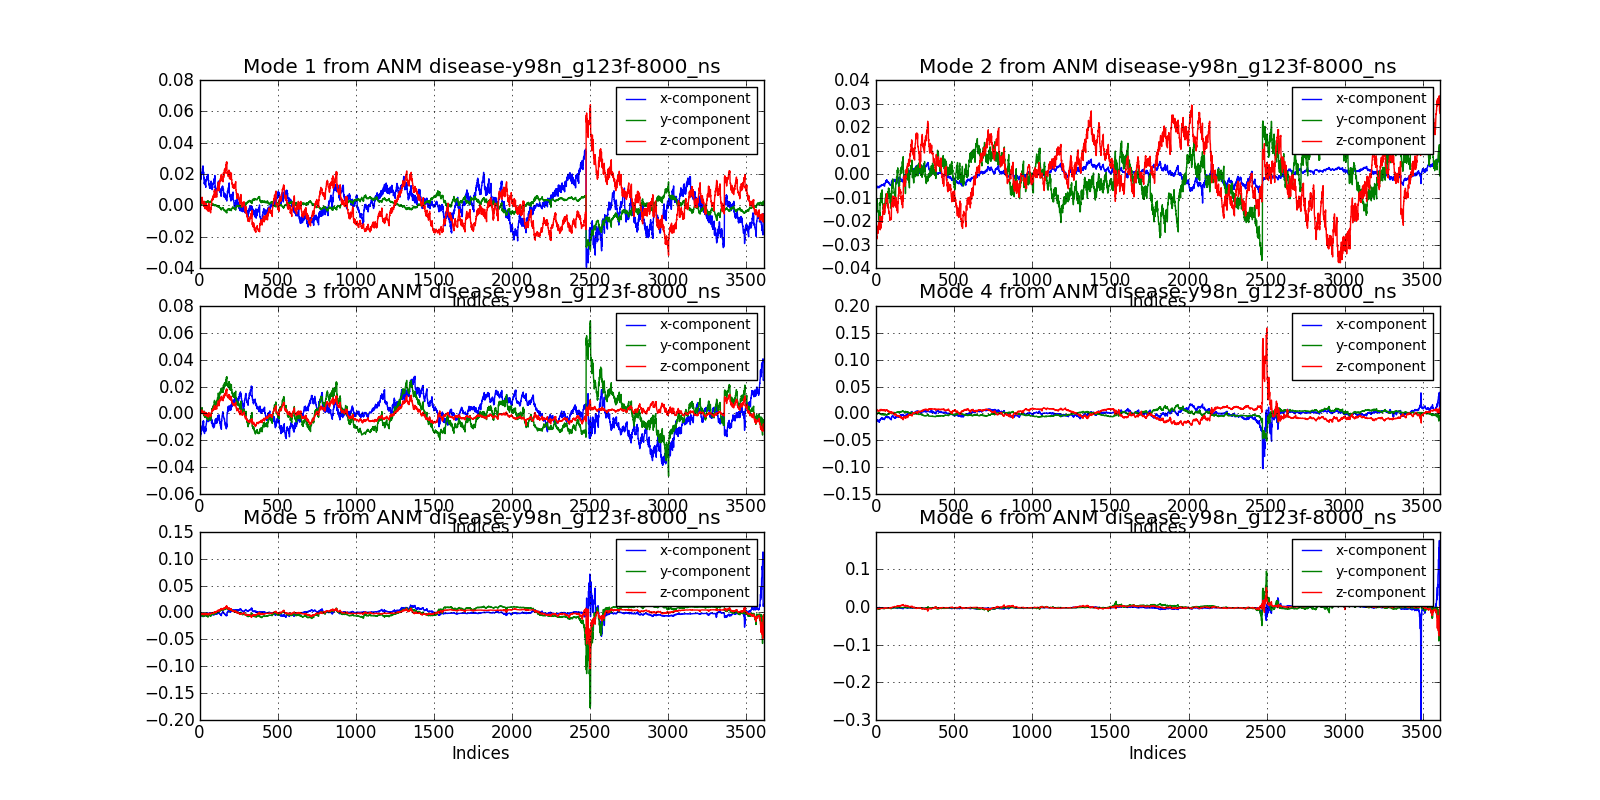 Mode 1 from ANM disease-y98n_g123f-8000_ns
0.08
0.06
0.04
0.02
0.00
−0.02
−0.04
x-component
y-component
z-component
0 500 1000 1500 2000 2500 3000 3500
Indices
Mode 2 from ANM disease-y98n_g123f-8000_ns
0.04
0.03
0.02
0.01
0.00
−0.01
−0.02
−0.03
−0.04
x-component
y-component
z-component
0 500 1000 1500 2000 2500 3000 3500
Indices
Mode 3 from ANM disease-y98n_g123f-8000_ns
0.08
0.06
0.04
0.02
0.00
−0.02
−0.04
−0.06
x-component
y-component
z-component
0 500 1000 1500 2000 2500 3000 3500
Indices
Mode 4 from ANM disease-y98n_g123f-8000_ns
0.20
0.15
0.10
0.05
0.00
−0.05
−0.10
−0.15
x-component
y-component
z-component
0 500 1000 1500 2000 2500 3000 3500
Indices
Mode 5 from ANM disease-y98n_g123f-8000_ns
0.15
0.10
0.05
0.00
−0.05
−0.10
−0.15
−0.20
x-component
y-component
z-component
0 500 1000 1500 2000 2500 3000 3500
Indices
Mode 6 from ANM disease-y98n_g123f-8000_ns
0.1
0.0
−0.1
−0.2
−0.3
x-component
y-component
z-component
0 500 1000 1500 2000 2500 3000 3500
Indices